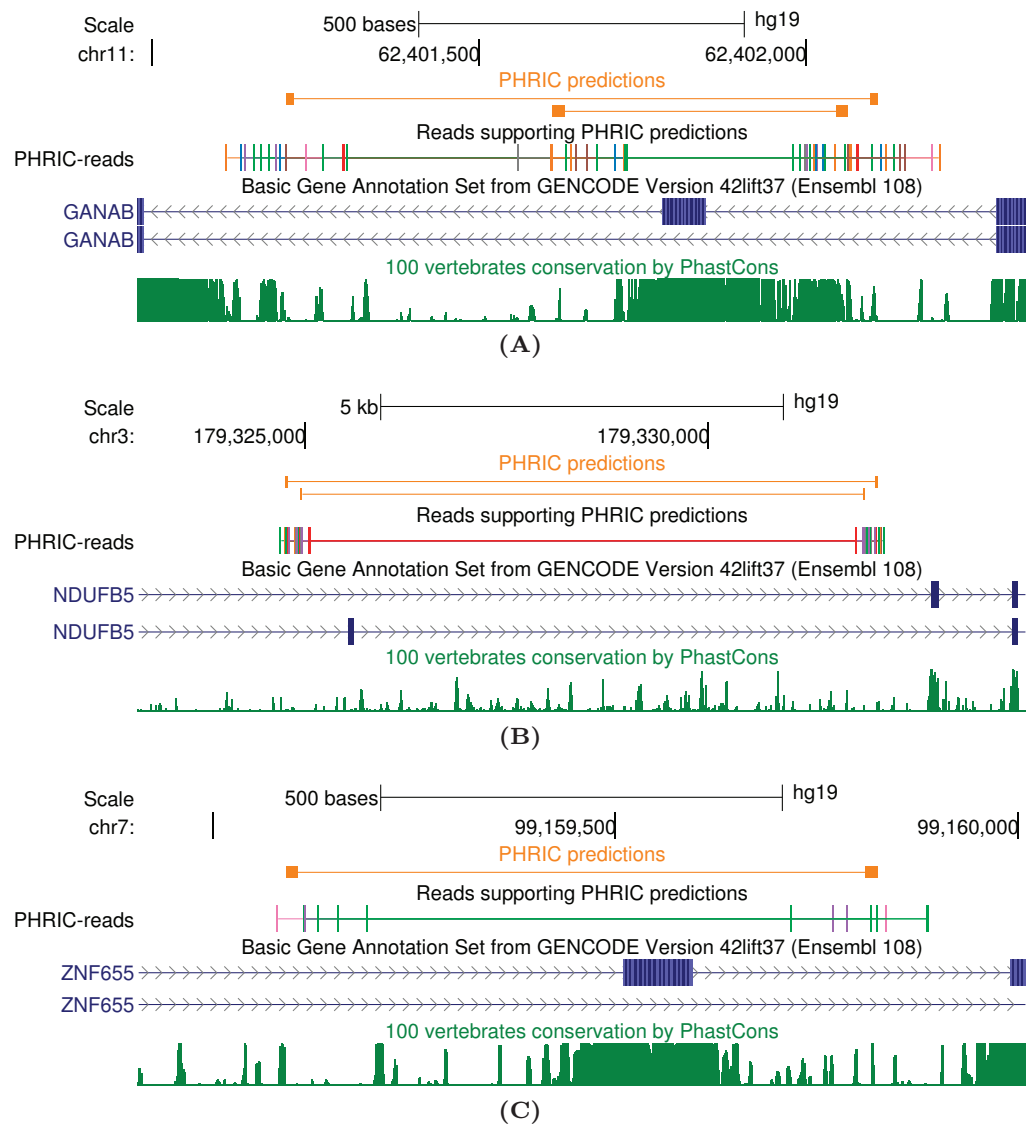 Scale 500 bases hg19
chr11: 62,401,500 62,402,000
PHRIC predictions
Reads supporting PHRIC predictions
PHRIC-reads
Basic Gene Annotation Set from GENCODE Version 42lift37 (Ensembl 108)
GANAB
GANAB
100 vertebrates conservation by PhastCons
(A)
Scale 5 kb hg19
chr3: 179,325,000 179,330,000
PHRIC predictions
Reads supporting PHRIC predictions
PHRIC-reads
Basic Gene Annotation Set from GENCODE Version 42lift37 (Ensembl 108)
NDUFB5
NDUFB5
100 vertebrates conservation by PhastCons
(B)
Scale 500 bases hg19
chr7: 99,159,500 99,160,000
PHRIC predictions
Reads supporting PHRIC predictions
PHRIC-reads
Basic Gene Annotation Set from GENCODE Version 42lift37 (Ensembl 108)
ZNF655
ZNF655
100 vertebrates conservation by PhastCons
(C)